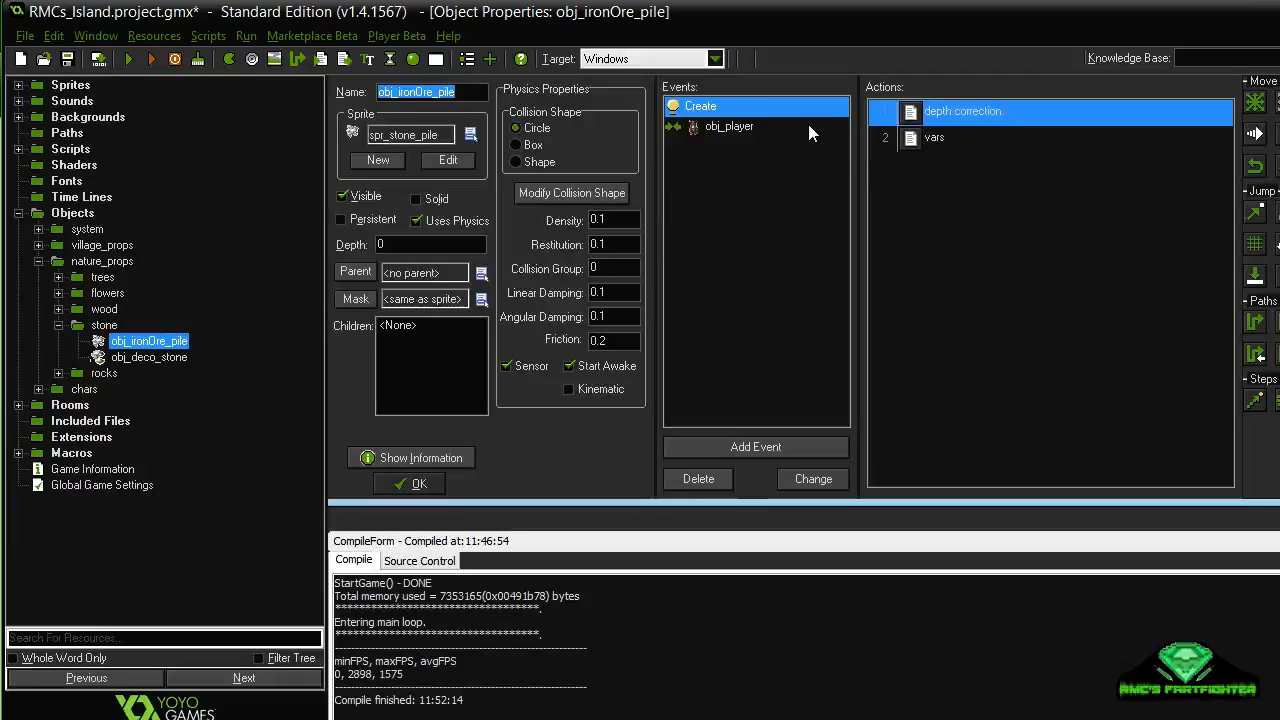 RMCs_Island.project.gmx* - Standard Edition (v1.4.1567) - [Object Properties: obj_ironOre_pile]
File Edit Window Resources Scripts Run Marketplace Beta Player Beta Help
Target: Windows Knowledge Base:
Sprites
Sounds
Backgrounds
Paths
Scripts
Shaders
Fonts
Time Lines
Objects
system
village_props
nature_props
trees
flowers
wood
stone
obj_ironOre_pile
obj_deco_stone
rocks
chars
Rooms
Included Files
Extensions
Macros
Game Information
Global Game Settings
Search For Resources..
Whole Word Only Filter Tree
Previous Next
YOYO
GAMES
Name: obj_ironOre_pile
Sprite
spr_stone_pile
New Edit
Visible Solid
Persistent Uses Physics
Depth: 0
Parent <no parent>
Mask <same as sprite>
Children: <None>
Show Information
OK
Physics Properties
Collision Shape
Circle
Box
Shape
Modify Collision Shape
Density: 0.1
Restitution: 0.1
Collision Group: 0
Linear Damping: 0.1
Angular Damping: 0.1
Friction: 0.2
Sensor Start Awake
Kinematic
Events:
Create
obj_player
Add Event
Delete Change
Actions:
depth correction
2 vars
Move
Jump
Paths
Steps
CompileForm - Compiled at:11:46:54
Compile Source Control
StartGame() - DONE
Total memory used = 7353165(0x00491b78) bytes
**********************************.
Entering main loop.
**********************************.
minFPS, maxFPS, avgFPS
0, 2898, 1575
Compile finished: 11:52:14
RMC'S FARTFIGHTER